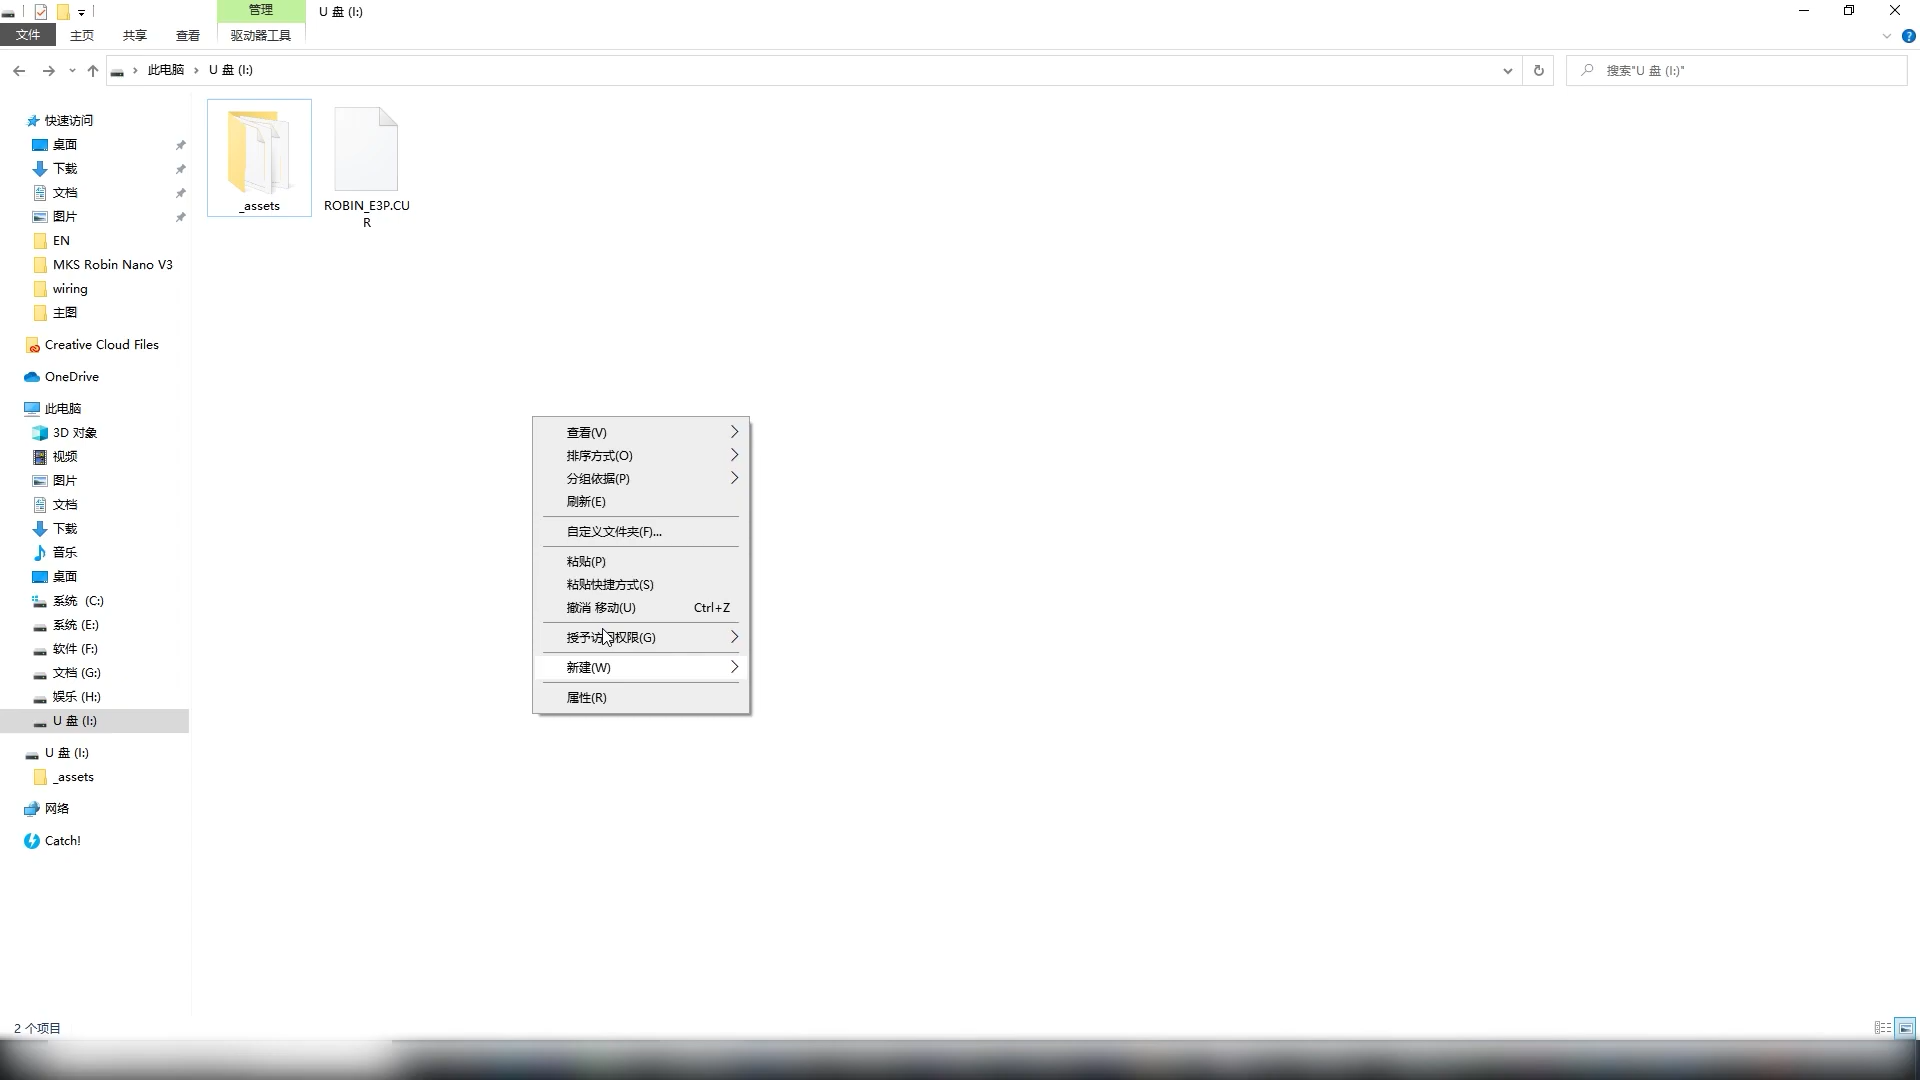 管理
U 盘 (I:)
文件
主页
共享
查看
驱动器工具
此电脑
U 盘 (I:)
搜索"U 盘 (I:)"
快速访问
桌面
下载
文档
图片
EN
MKS Robin Nano V3
wiring
主图
Creative Cloud Files
OneDrive
此电脑
3D 对象
视频
图片
文档
下载
音乐
桌面
系统 (C:)
系统 (E:)
软件 (F:)
文档 (G:)
娱乐 (H:)
U 盘 (I:)
U 盘 (I:)
_assets
网络
Catch!
_assets
ROBIN_E3P.CU
R
查看(V)
排序方式(O)
分组依据(P)
刷新(E)
自定义文件夹(F)...
粘贴(P)
粘贴快捷方式(S)
撤消 移动(U) Ctrl+Z
授予访问权限(G)
新建(W)
属性(R)
2 个项目